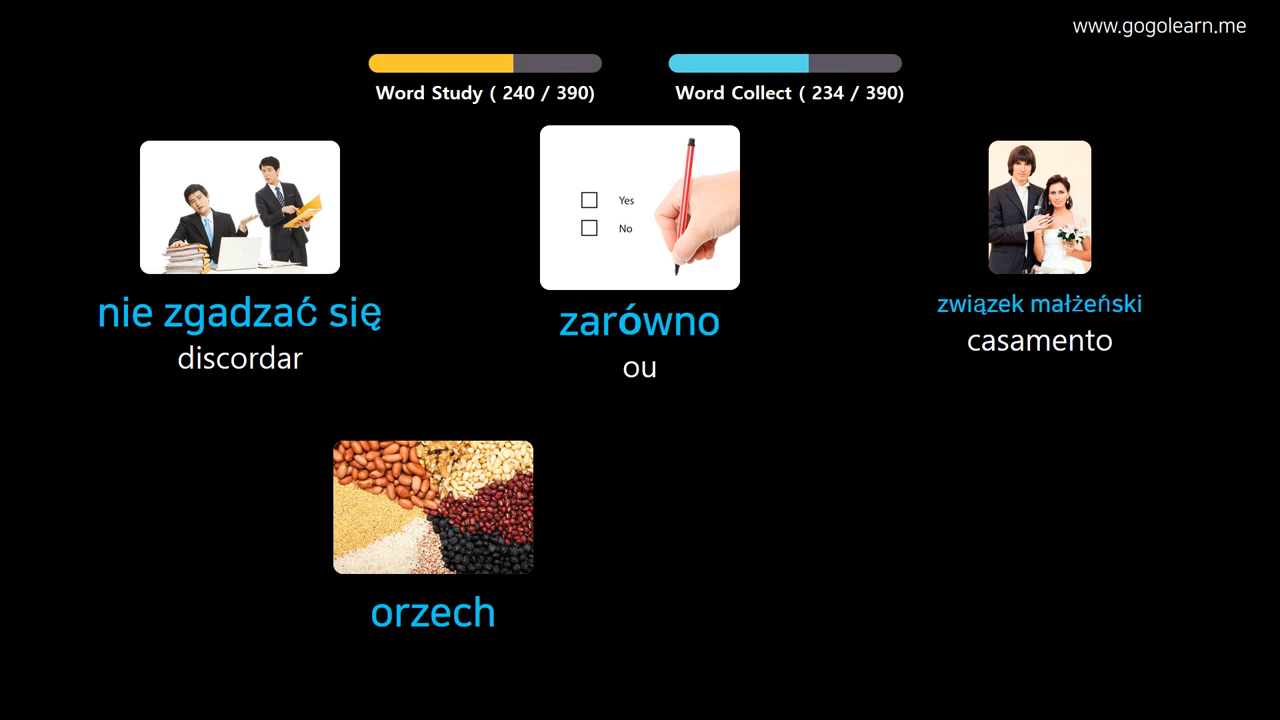 www.gogolearn.me
Word Study ( 240 / 390)
Word Collect ( 234 / 390)
Yes
No
nie zgadzać się
discordar
zarówno
ou
związek małżeński
casamento
orzech